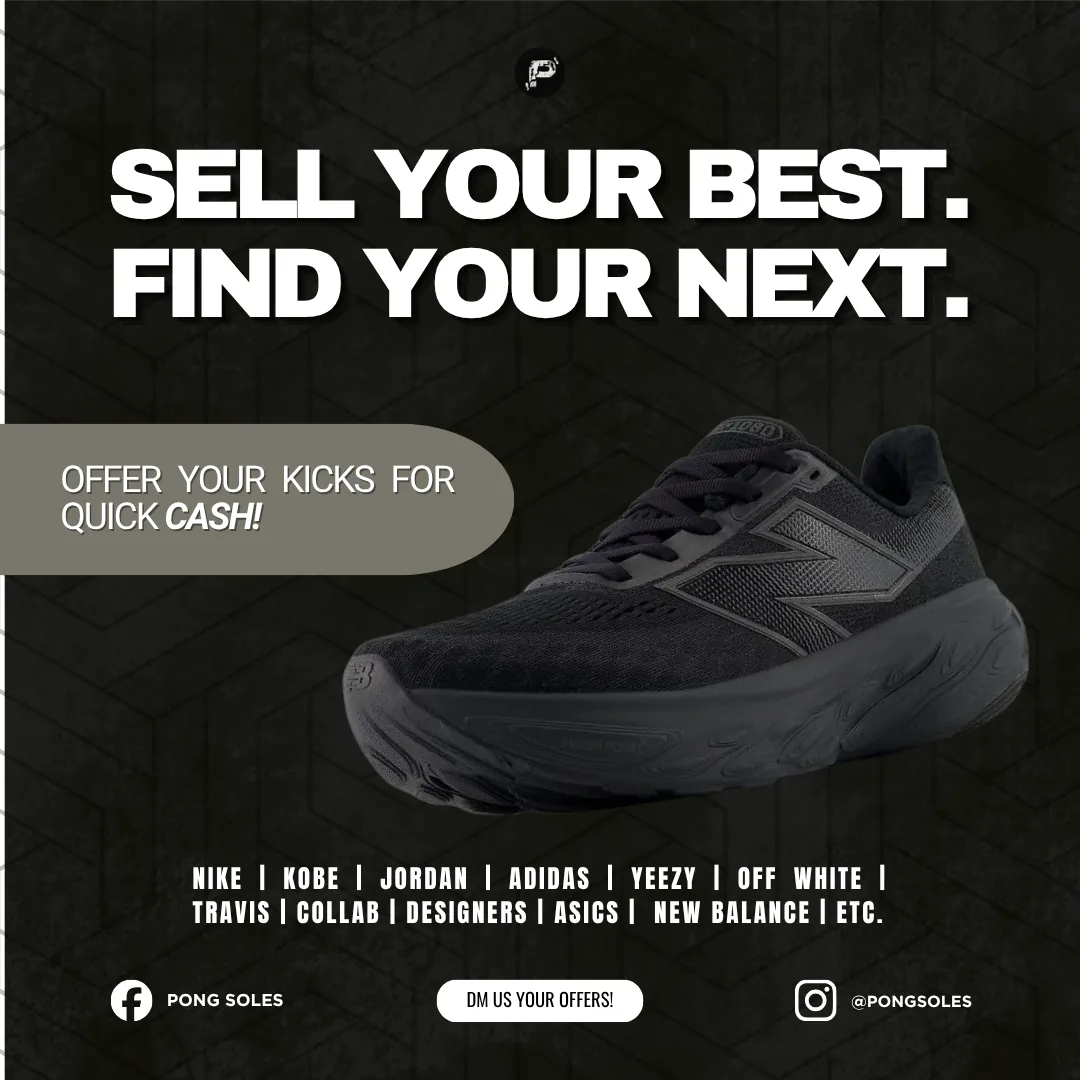 P
SELL YOUR BEST.
FIND YOUR NEXT.
OFFER YOUR KICKS FOR
QUICK CASH!
NIKE | KOBE | JORDAN | ADIDAS | YEEZY | OFF WHITE |
TRAVIS | COLLAB | DESIGNERS | ASICS | NEW BALANCE | ETC.
PONG SOLES
DM US YOUR OFFERS!
@PONGSOLES